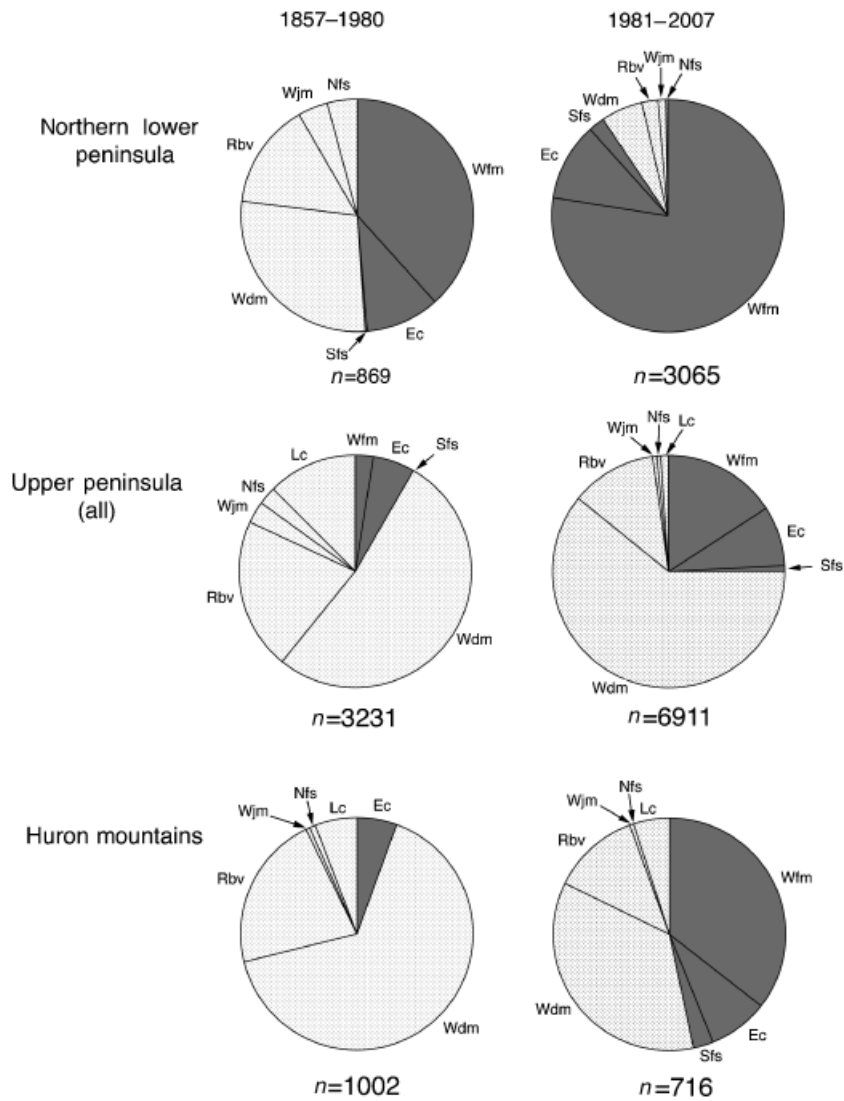 1857–1980
1981–2007
Northern lower
peninsula
Nfs
Wjm
Rbv
Wfm
Wdm
Ec
Sfs
n=869
Nfs
Wjm
Rbv
Wdm
Sfs
Ec
Wfm
n=3065
Upper peninsula
(all)
Lc
Wfm
Ec
Sfs
Nfs
Wjm
Rbv
Wdm
n=3231
Nfs
Lc
Wjm
Rbv
Wfm
Ec
Sfs
Wdm
n=6911
Huron mountains
Nfs
Lc
Ec
Wjm
Rbv
Wdm
n=1002
Nfs
Lc
Wjm
Rbv
Wfm
Wdm
Ec
Sfs
n=716